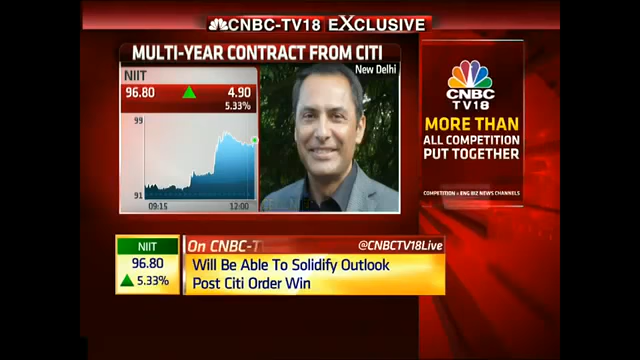 CNBC-TV18 EXCLUSIVE
MULTI-YEAR CONTRACT FROM CITI
New Delhi
NIIT
96.80 4.90
5.33%
99
91
09:15 12:00
CNBC
TV18
MORE THAN
ALL COMPETITION
PUT TOGETHER
COMPETITION = ENG BIZ NEWS CHANNELS
NIIT
96.80
5.33%
On CNBC-T
@CNBCTV18Live
Will Be Able To Solidify Outlook
Post Citi Order Win